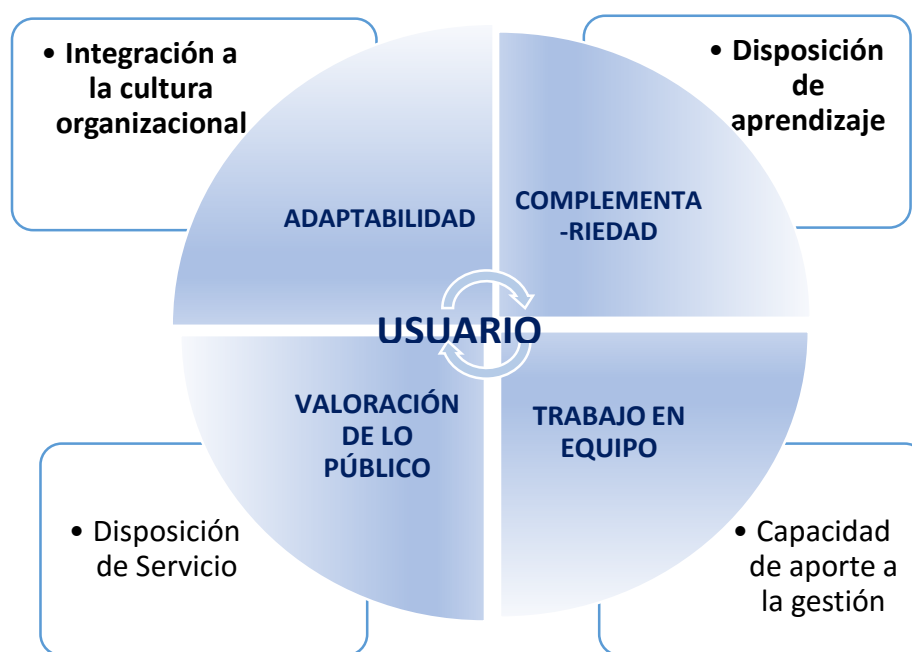 • Integración a
la cultura
organizacional
• Disposición
de
aprendizaje
ADAPTABILIDAD
COMPLEMENTA
-RIEDAD
USUARIO
VALORACIÓN
DE LO
PÚBLICO
TRABAJO EN
EQUIPO
• Disposición
de Servicio
• Capacidad
de aporte a
la gestión